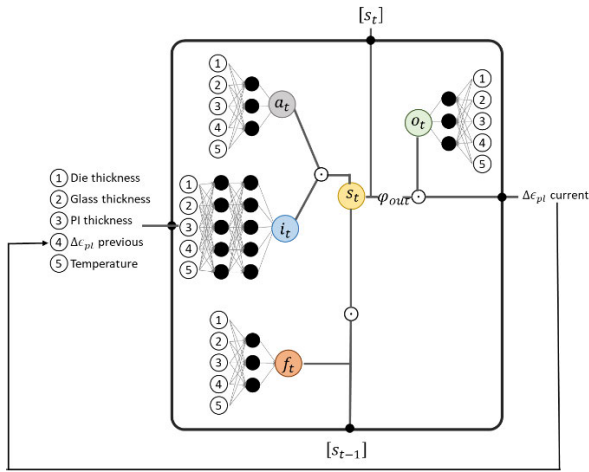 [s_t]
1
2
3
4
5
a_t
1
2
3
4
5
o_t
1 Die thickness
2 Glass thickness
3 PI thickness
4 Δϵ_pl previous
5 Temperature
1
2
3
4
5
i_t
s_t
φ_out
Δϵ_pl current
1
2
3
4
5
f_t
[s_{t-1}]